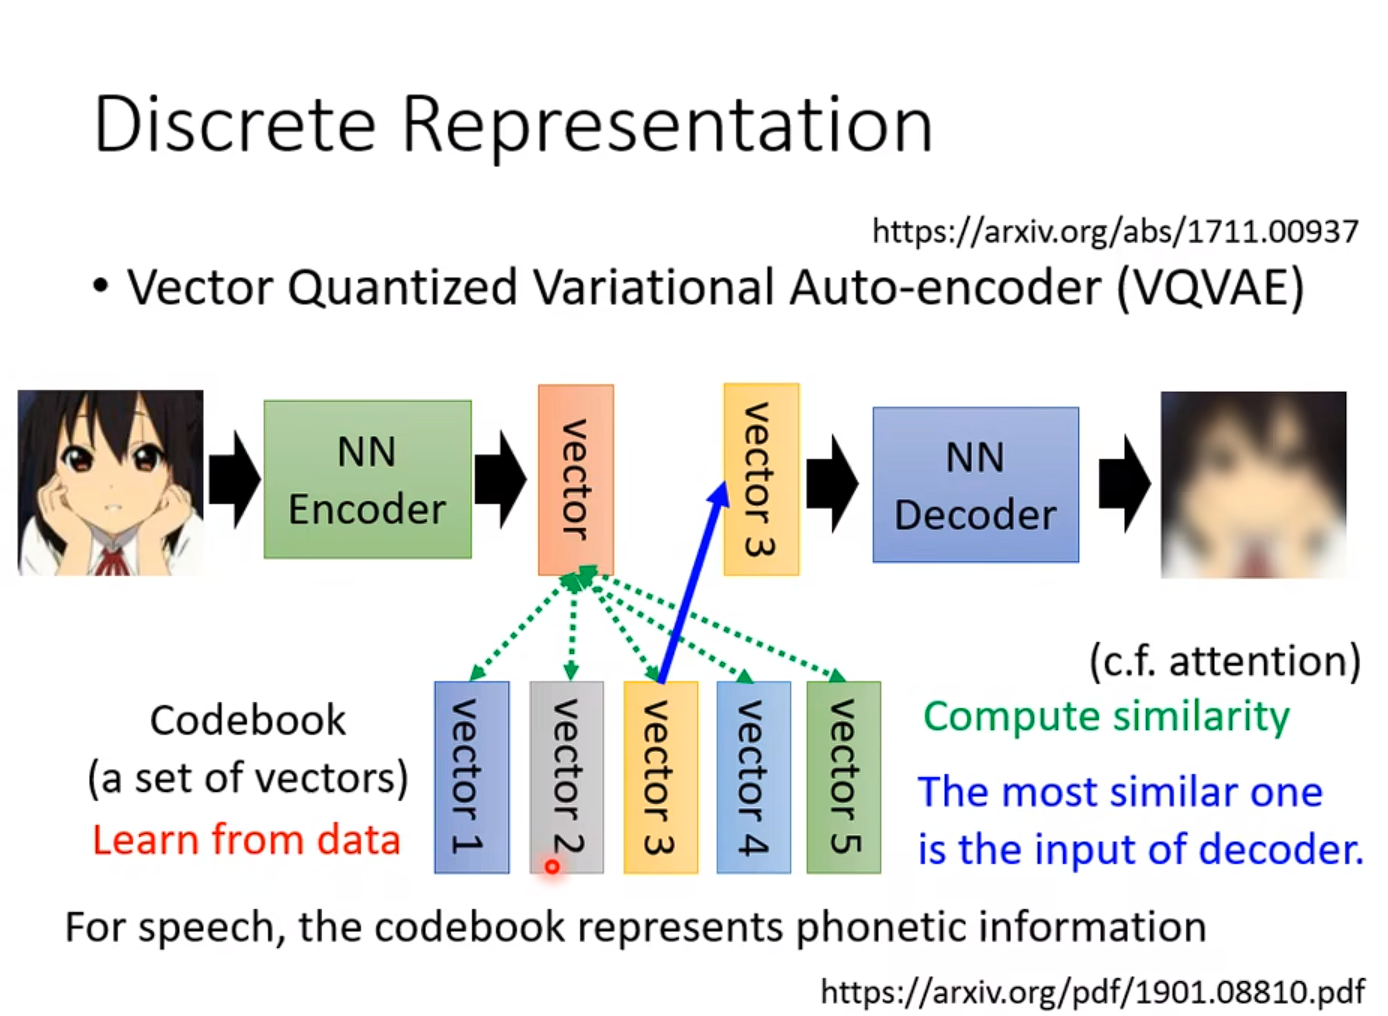 Discrete Representation
https://arxiv.org/abs/1711.00937
• Vector Quantized Variational Auto-encoder (VQVAE)
NN
Encoder
vector
vector 3
NN
Decoder
(c.f. attention)
Compute similarity
The most similar one
is the input of decoder.
Codebook
(a set of vectors)
Learn from data
vector 1
vector 2
vector 3
vector 4
vector 5
For speech, the codebook represents phonetic information
https://arxiv.org/pdf/1901.08810.pdf